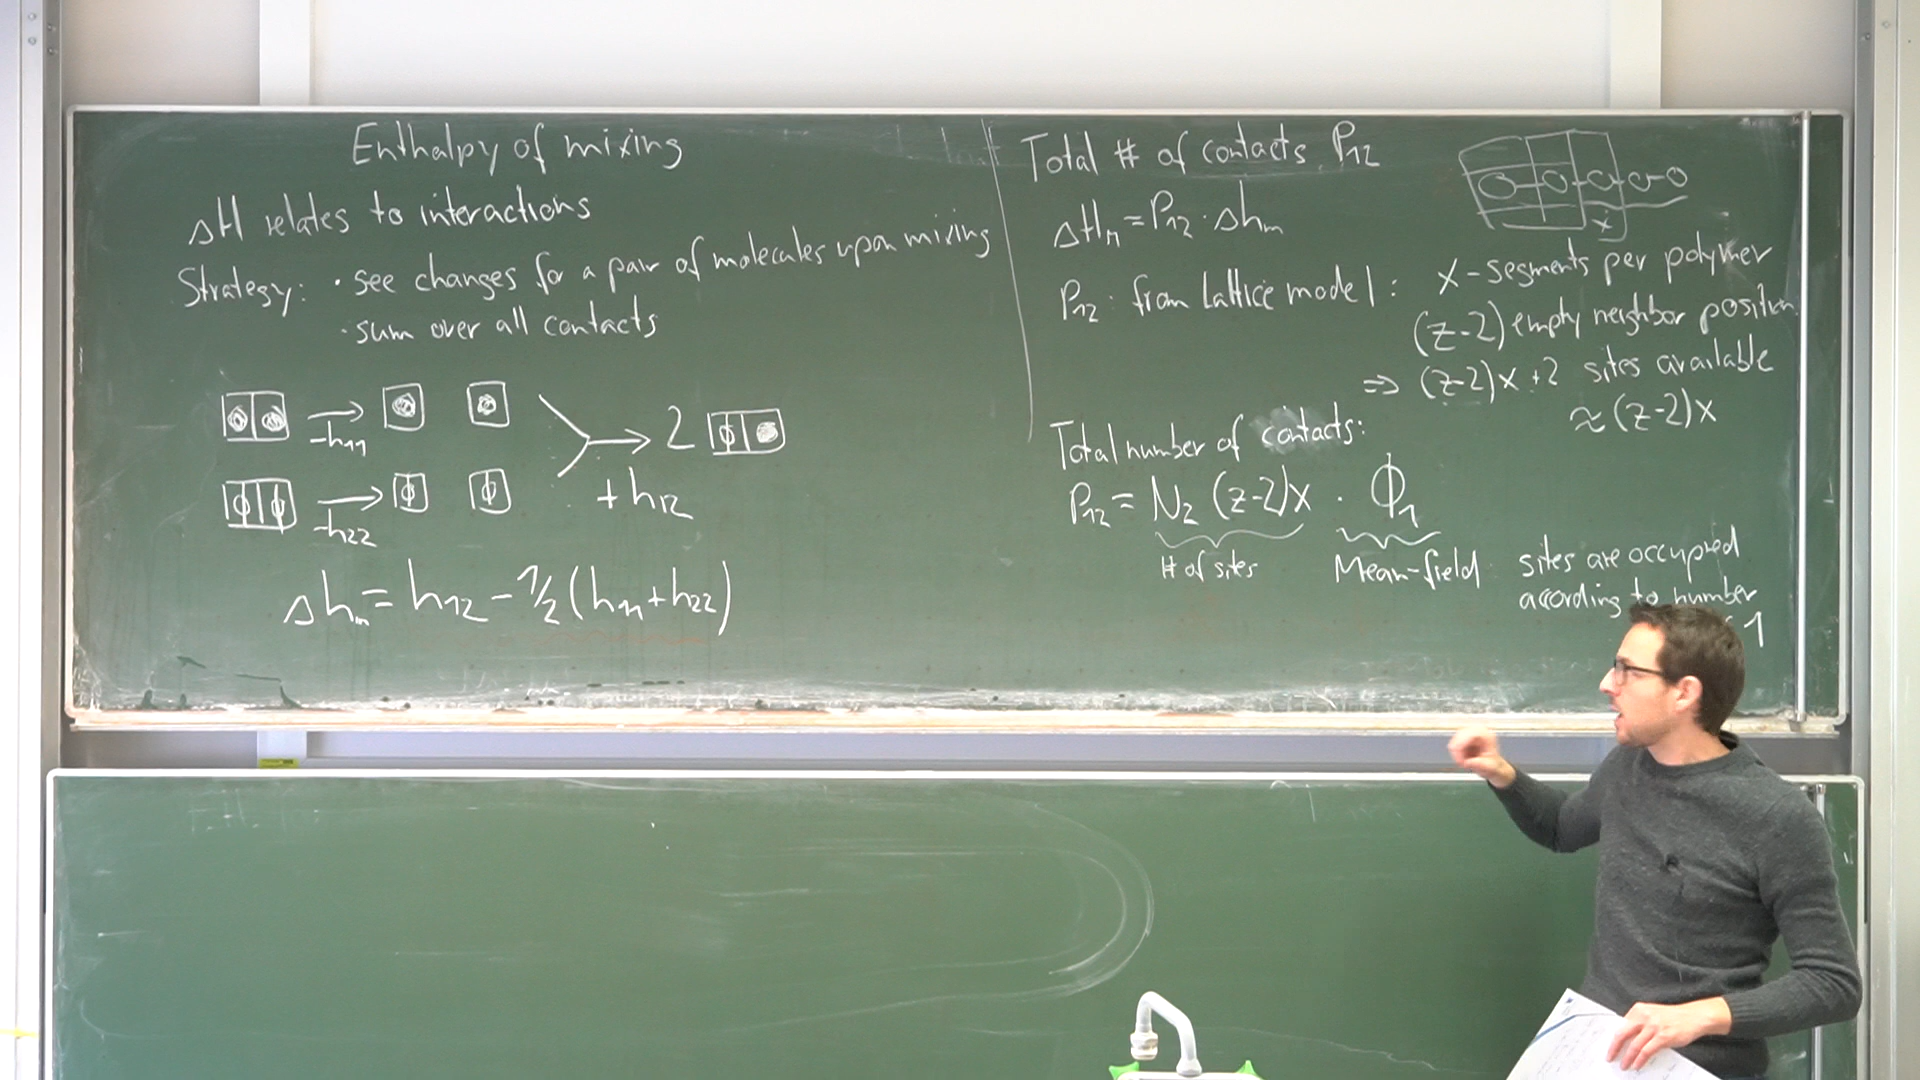 Enthalpy of mixing
ΔH relates to interactions
Strategy: · see changes for a pair of molecules upon mixing
· sum over all contacts
-h₁₁
2
-h₂₂
+h₁₂
Δhₘ = h₁₂ - 1/2 (h₁₁ + h₂₂)
Total # of contacts P₁₂
ΔHₘ = P₁₂ · Δhₘ
x
P₁₂: from Lattice model:
x - segments per polymer
(z-2) empty neighbor position
⇒ (z-2)x + 2 sites available
≈ (z-2)x
Total number of contacts:
P₁₂ = N₂ (z-2)x · Φ₁
# of sites
Mean-field
sites are occupied
according to number
1